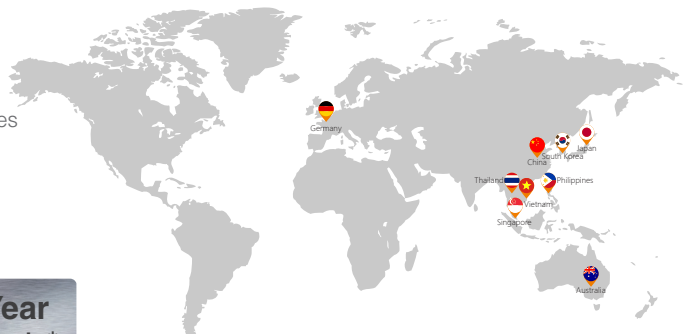 es
Germany
China
South Korea
Japan
Thailand
Vietnam
Philippines
Singapore
Australia
Year